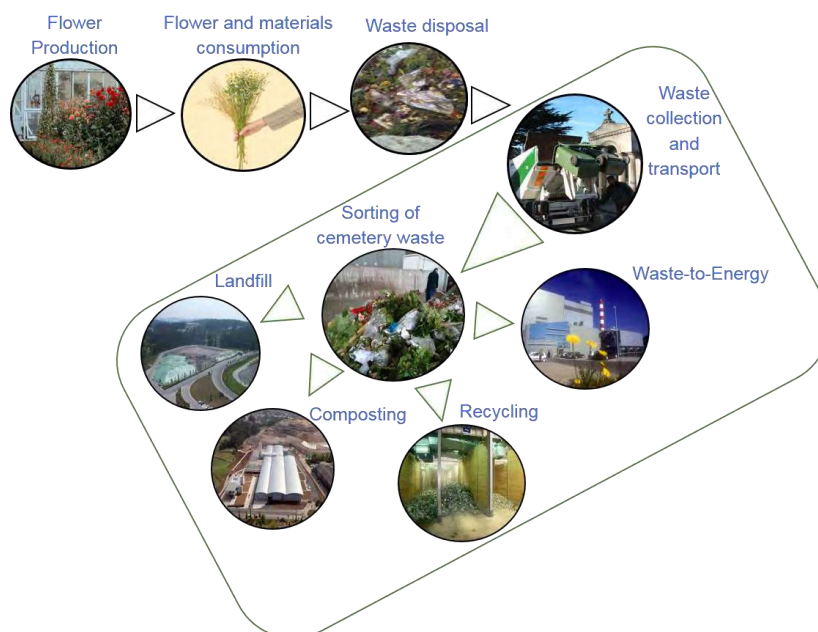 Flower
Production
Flower and materials
consumption
Waste disposal
Waste
collection
and
transport
Sorting of
cemetery waste
Landfill
Waste-to-Energy
Composting
Recycling